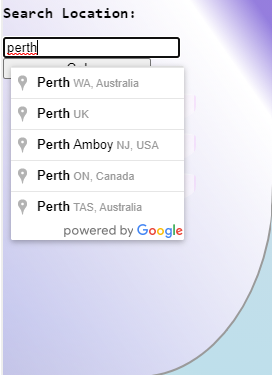 Search Location:
perth
Perth WA, Australia
Perth UK
Perth Amboy NJ, USA
Perth ON, Canada
Perth TAS, Australia
powered by Google